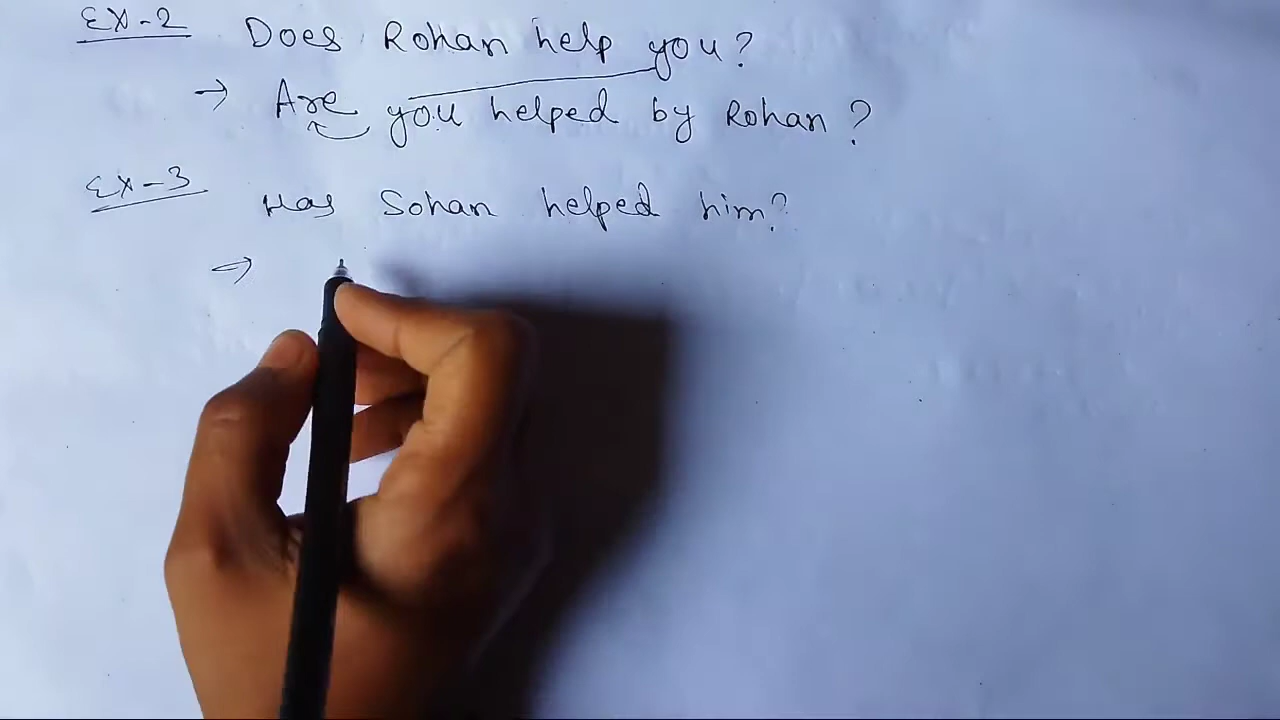 Ex-2 Does Rohan help you?
→ Are you helped by Rohan?
Ex-3 Has Sohan helped him?
⇒